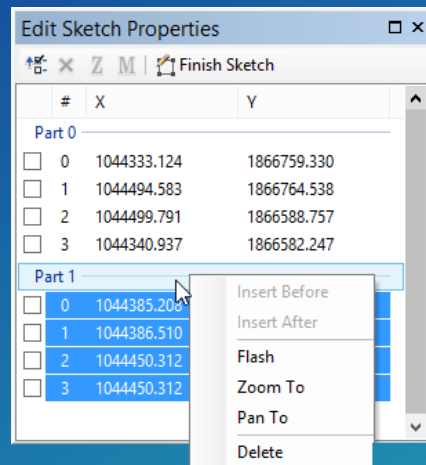 Edit Sketch Properties
Z M Finish Sketch
# X Y
Part 0
0 1044333.124 1866759.330
1 1044494.583 1866764.538
2 1044499.791 1866588.757
3 1044340.937 1866582.247
Part 1
0 1044385.208
1 1044386.510
2 1044450.312
3 1044450.312
Insert Before
Insert After
Flash
Zoom To
Pan To
Delete